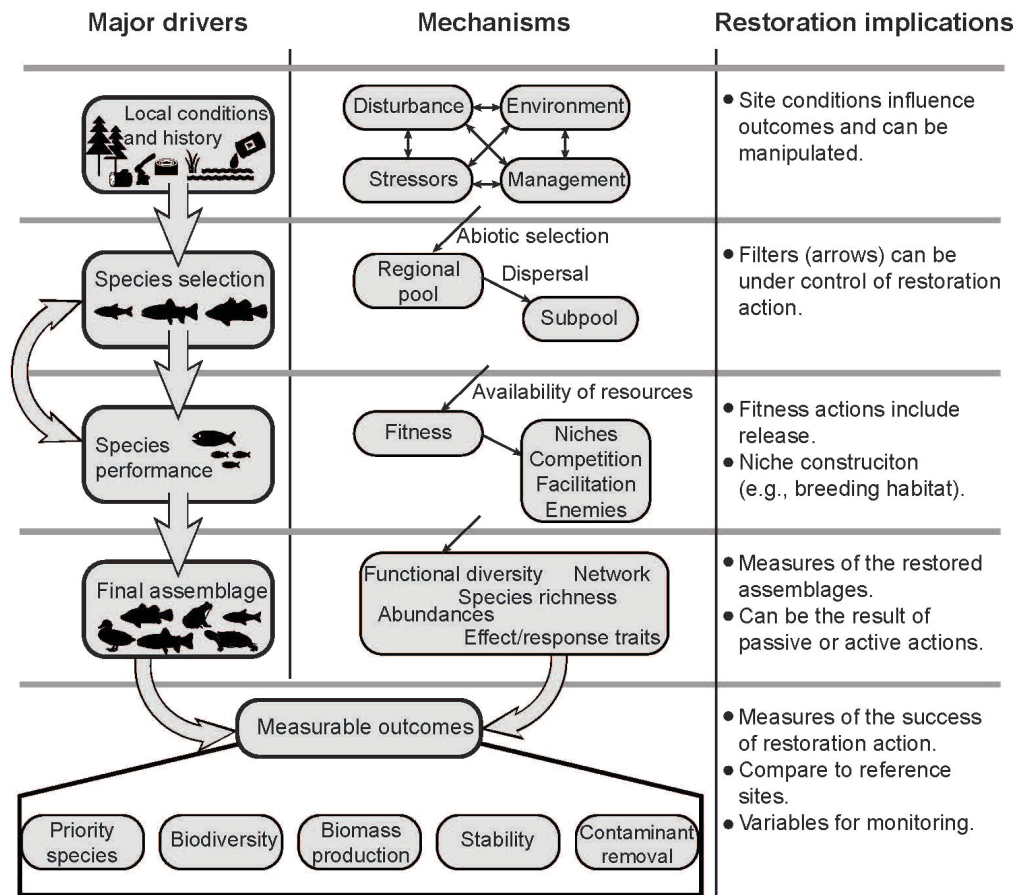 Major drivers
Mechanisms
Restoration implications
Local conditions
and history
Disturbance
Environment
Stressors
Management
● Site conditions influence
outcomes and can be
manipulated.
Species selection
Abiotic selection
Regional
pool
Dispersal
Subpool
● Filters (arrows) can be
under control of restoration
action.
Species
performance
Availability of resources
Fitness
Niches
Competition
Facilitation
Enemies
● Fitness actions include
release.
● Niche construciton
(e.g., breeding habitat).
Final assemblage
Functional diversity
Network
Species richness
Abundances
Effect/response traits
● Measures of the restored
assemblages.
● Can be the result of
passive or active actions.
Measurable outcomes
Priority
species
Biodiversity
Biomass
production
Stability
Contaminant
removal
● Measures of the success
of restoration action.
● Compare to reference
sites.
● Variables for monitoring.